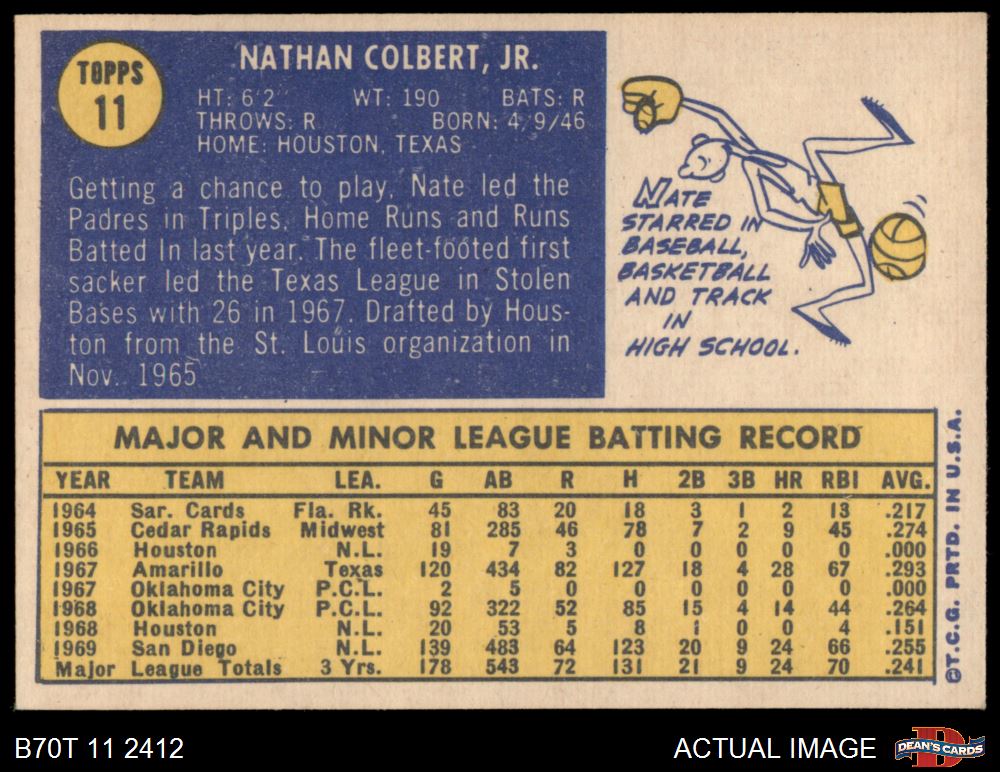 TOPPS
11
NATHAN COLBERT, JR.
HT: 6'2" WT: 190 BATS: R
THROWS: R BORN: 4/9/46
HOME: HOUSTON, TEXAS
Getting a chance to play, Nate led the
Padres in Triples, Home Runs and Runs
Batted In last year. The fleet-footed first
sacker led the Texas League in Stolen
Bases with 26 in 1967. Drafted by Hous-
ton from the St. Louis organization in
Nov. 1965
NATE
STARRED IN
BASEBALL,
BASKETBALL
AND TRACK
IN
HIGH SCHOOL.
MAJOR AND MINOR LEAGUE BATTING RECORD
YEAR TEAM LEA. G AB R H 2B 3B HR RBI AVG.
1964 Sar. Cards Fla. Rk. 45 83 20 18 3 1 2 13 .217
1965 Cedar Rapids Midwest 81 285 46 78 7 2 9 45 .274
1966 Houston N.L. 19 7 3 0 0 0 0 0 .000
1967 Amarillo Texas 120 434 82 127 18 4 28 67 .293
1967 Oklahoma City P.C.L. 2 5 0 0 0 0 0 0 .000
1968 Oklahoma City P.C.L. 92 322 52 85 15 4 14 44 .264
1968 Houston N.L. 20 53 5 8 1 0 0 4 .151
1969 San Diego N.L. 139 483 64 123 20 9 24 66 .255
Major League Totals 3 Yrs. 178 543 72 131 21 9 24 70 .241
©T.C.G. PRTD. IN U.S.A.
B70T 11 2412
ACTUAL IMAGE
D
DEAN'S CARDS